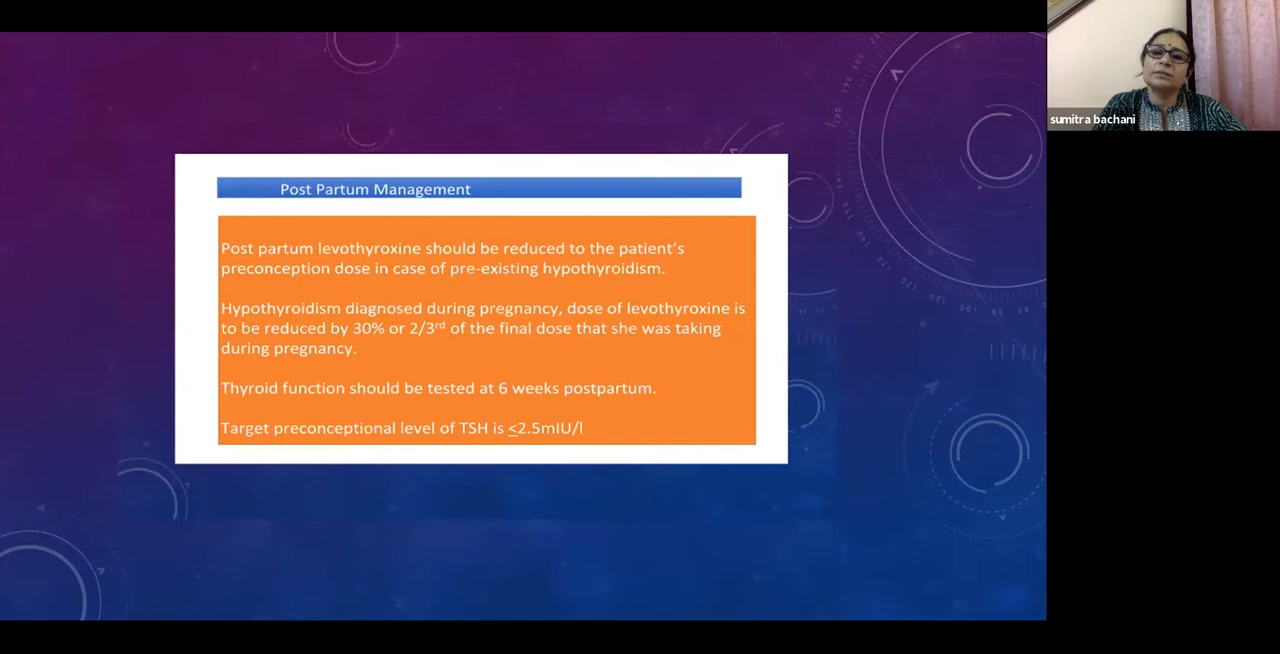 Post Partum Management
Post partum levothyroxine should be reduced to the patient's
preconception dose in case of pre-existing hypothyroidism.
Hypothyroidism diagnosed during pregnancy, dose of levothyroxine is
to be reduced by 30% or 2/3rd of the final dose that she was taking
during pregnancy.
Thyroid function should be tested at 6 weeks postpartum.
Target preconceptional level of TSH is <2.5mIU/l
sumitra bachani